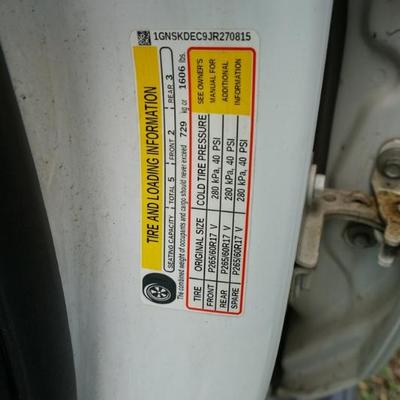 1GNSKDEC9JR270815
TIRE AND LOADING INFORMATION
SEATING CAPACITY TOTAL 5 FRONT 2 REAR 3
The combined weight of occupants and cargo should never exceed 729 kg or 1606 lbs.
TIRE ORIGINAL SIZE COLD TIRE PRESSURE
FRONT P265/60R17 V 280 kPa, 40 PSI
REAR P265/60R17 V 280 kPa, 40 PSI
SPARE P265/60R17 V 280 kPa, 40 PSI
SEE OWNER'S
MANUAL FOR
ADDITIONAL
INFORMATION